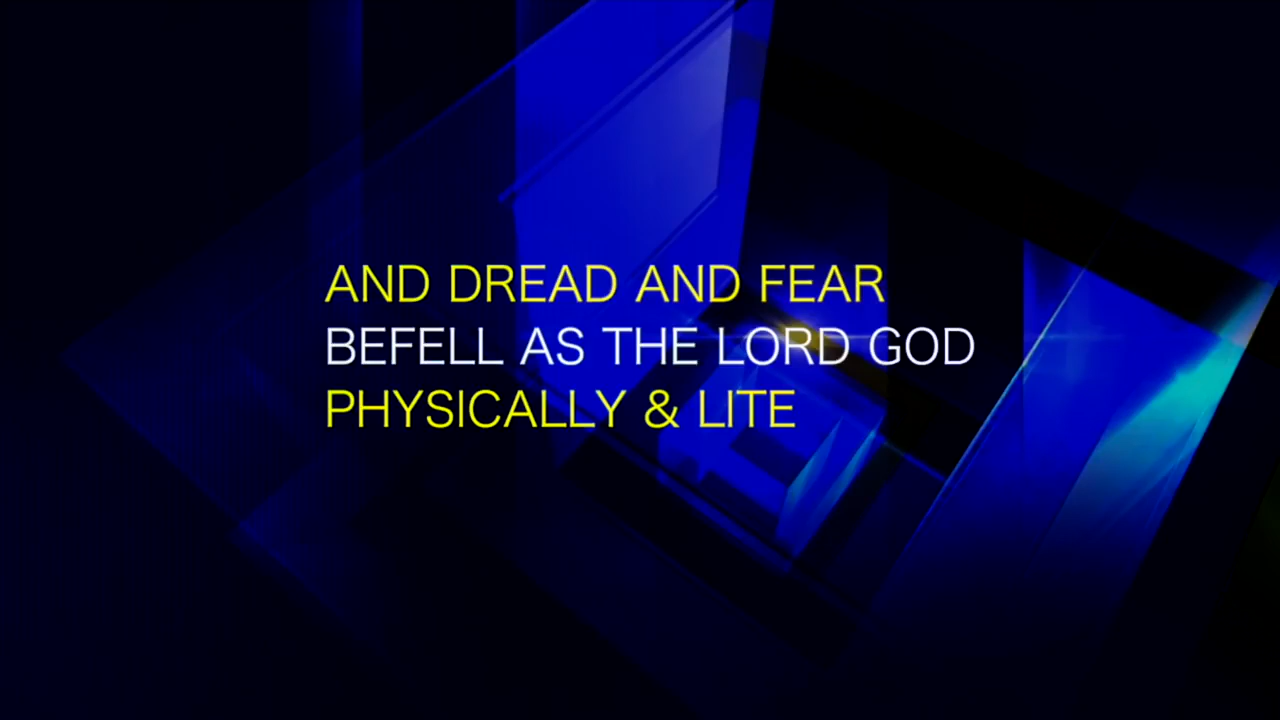 AND DREAD AND FEAR
BEFELL AS THE LORD GOD
PHYSICALLY & LITE